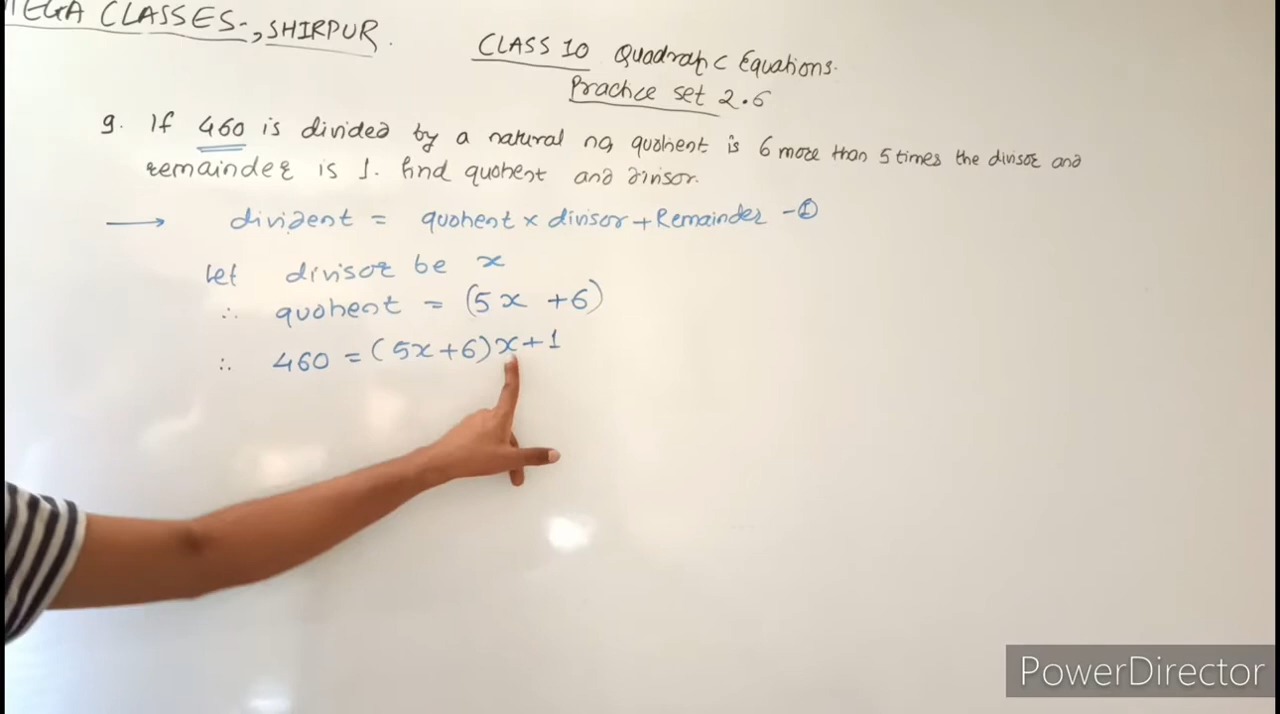 CLASSES-, SHIRPUR.
CLASS 10 Quadratic Equations.
Practice set 2.6
9. If 460 is divided by a natural no quotient is 6 more than 5 times the divisor and
remainder is 1. find quotient and divisor.
→ divident = quotient × divisor + Remainder -①
Let divisor be x
∴ quotient = (5x +6)
∴ 460 = (5x+6)x+1
PowerDirector